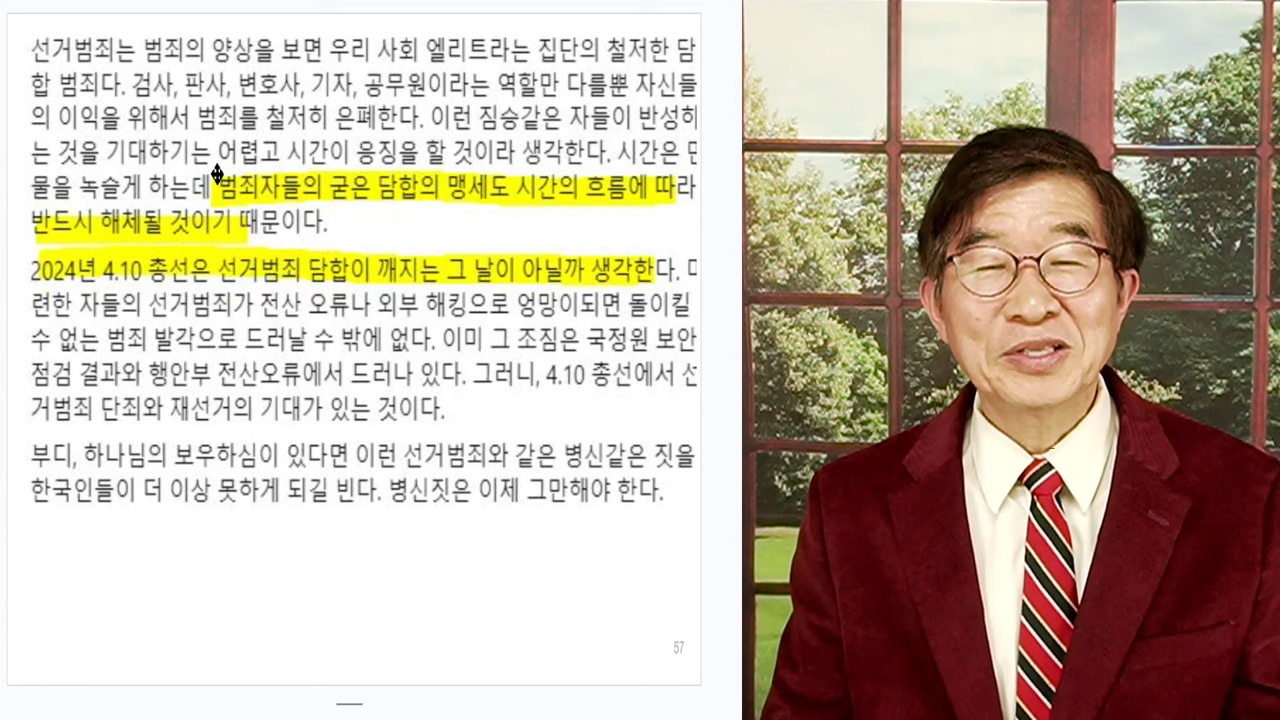 선거범죄는 범죄의 양상을 보면 우리 사회 엘리트라는 집단의 철저한 담
합 범죄다. 검사, 판사, 변호사, 기자, 공무원이라는 역할만 다를뿐 자신들
의 이익을 위해서 범죄를 철저히 은폐한다. 이런 짐승같은 자들이 반성하
는 것을 기대하기는 어렵고 시간이 응징을 할 것이라 생각한다. 시간은
물을 녹슬게 하는데 범죄자들의 굳은 담합의 맹세도 시간의 흐름에 따라
반드시 해체될 것이기 때문이다.
2024년 4.10 총선은 선거범죄 담합이 깨지는 그 날이 아닐까 생각한다.
련한 자들의 선거범죄가 전산 오류나 외부 해킹으로 엉망이되면 돌이킬
수 없는 범죄 발각으로 드러날 수 밖에 없다. 이미 그 조짐은 국정원 보안
점검 결과와 행안부 전산오류에서 드러나 있다. 그러니, 4.10 총선에서 선
거범죄 단죄와 재선거의 기대가 있는 것이다.
부디, 하나님의 보우하심이 있다면 이런 선거범죄와 같은 병신같은 짓을
한국인들이 더 이상 못하게 되길 빈다. 병신짓은 이제 그만해야 한다.
57